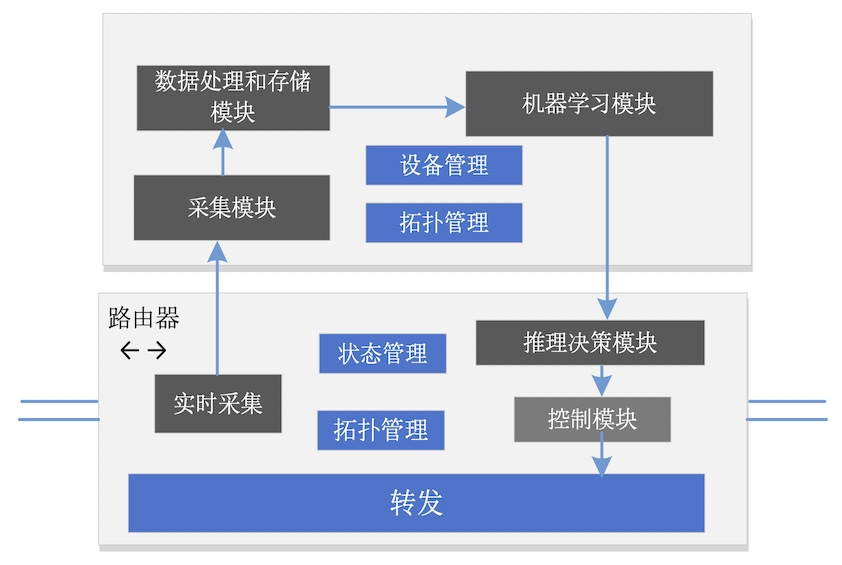 数据处理和存储
模块
机器学习模块
设备管理
采集模块
拓扑管理
路由器
状态管理
推理决策模块
实时采集
拓扑管理
控制模块
转发